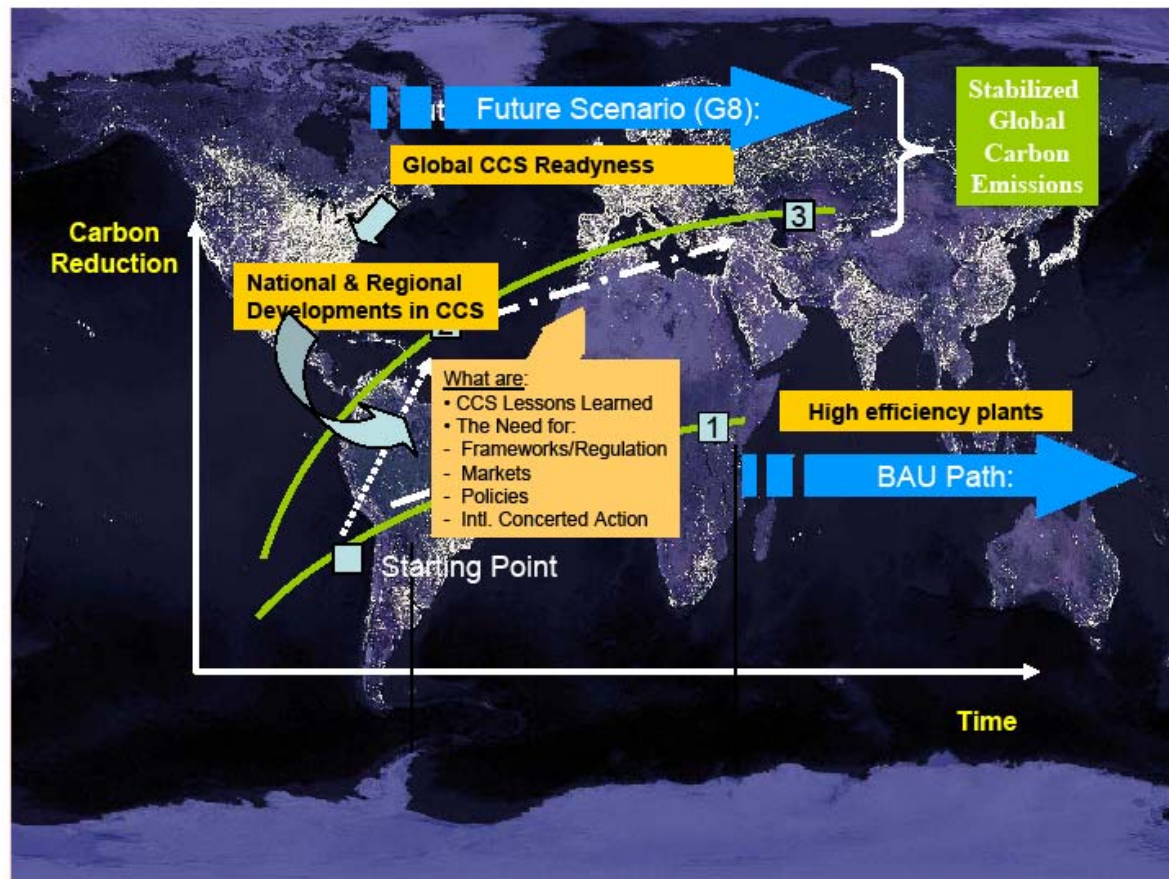 Future Scenario (G8):
Stabilized
Global
Carbon
Emissions
Global CCS Readyness
3
Carbon
Reduction
National & Regional
Developments in CCS
2
What are:
• CCS Lessons Learned
• The Need for:
- Frameworks/Regulation
- Markets
- Policies
- Intl. Concerted Action
1
High efficiency plants
BAU Path:
Starting Point
Time